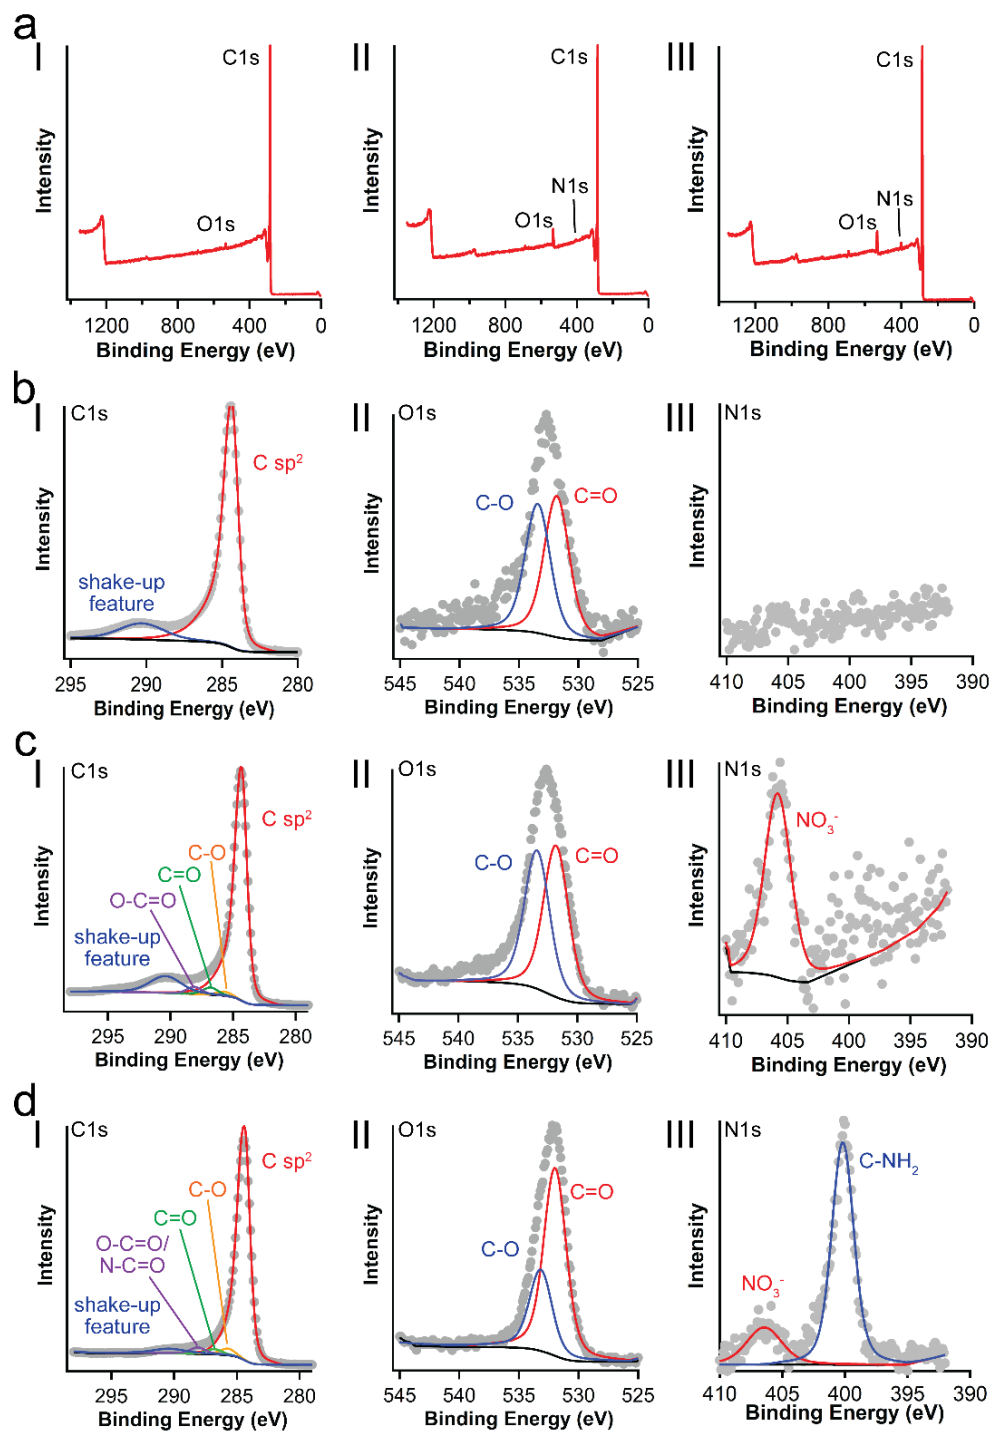 a
I
II
III
C1s
C1s
C1s
O1s
N1s
O1s
N1s
O1s
Intensity
Intensity
Intensity
1200 800 400 0
1200 800 400 0
1200 800 400 0
Binding Energy (eV)
Binding Energy (eV)
Binding Energy (eV)
b
I
C1s
II
O1s
III
N1s
C sp²
shake-up
feature
C-O
C=O
Intensity
Intensity
Intensity
295 290 285 280
545 540 535 530 525
410 405 400 395 390
Binding Energy (eV)
Binding Energy (eV)
Binding Energy (eV)
c
I
C1s
II
O1s
III
N1s
C sp²
C-O
C=O
O-C=O
shake-up
feature
C-O
C=O
NO₃⁻
Intensity
Intensity
Intensity
295 290 285 280
545 540 535 530 525
410 405 400 395 390
Binding Energy (eV)
Binding Energy (eV)
Binding Energy (eV)
d
I
C1s
II
O1s
III
N1s
C sp²
C-O
C=O
O-C=O/
N-C=O
shake-up
feature
C=O
C-O
C-NH₂
NO₃⁻
Intensity
Intensity
Intensity
295 290 285 280
545 540 535 530 525
410 405 400 395 390
Binding Energy (eV)
Binding Energy (eV)
Binding Energy (eV)